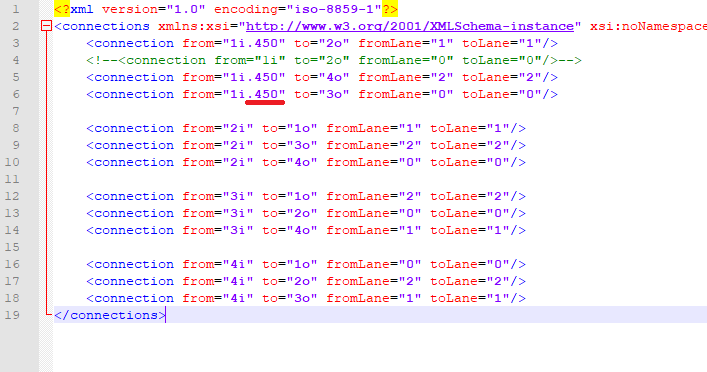 1 <?xml version="1.0" encoding="iso-8859-1"?>
2 <connections xmlns:xsi="http://www.w3.org/2001/XMLSchema-instance" xsi:noNamespace
3 <connection from="1i.450" to="2o" fromLane="1" toLane="1"/>
4 <!--<connection from="1i" to="2o" fromLane="0" toLane="0"/>-->
5 <connection from="1i.450" to="4o" fromLane="2" toLane="2"/>
6 <connection from="1i.450" to="3o" fromLane="0" toLane="0"/>
7
8 <connection from="2i" to="1o" fromLane="1" toLane="1"/>
9 <connection from="2i" to="3o" fromLane="2" toLane="2"/>
10 <connection from="2i" to="4o" fromLane="0" toLane="0"/>
11
12 <connection from="3i" to="1o" fromLane="2" toLane="2"/>
13 <connection from="3i" to="2o" fromLane="0" toLane="0"/>
14 <connection from="3i" to="4o" fromLane="1" toLane="1"/>
15
16 <connection from="4i" to="1o" fromLane="0" toLane="0"/>
17 <connection from="4i" to="2o" fromLane="2" toLane="2"/>
18 <connection from="4i" to="3o" fromLane="1" toLane="1"/>
19 </connections>